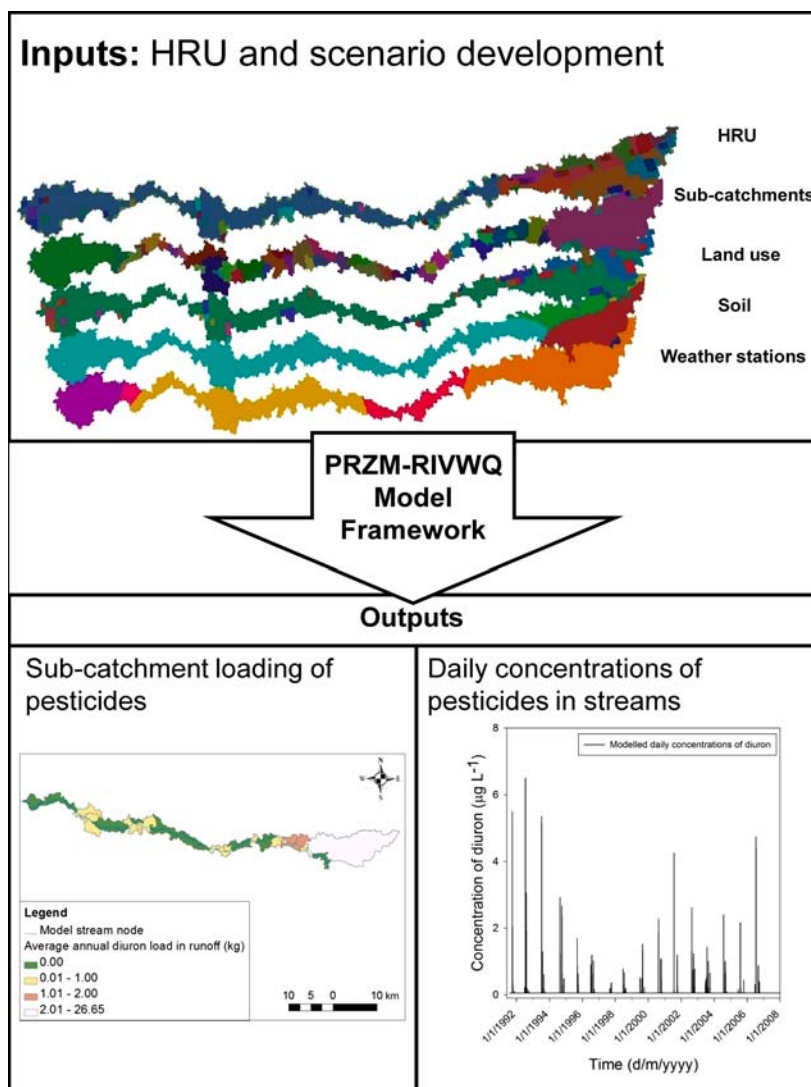 Inputs: HRU and scenario development
HRU
Sub-catchments
Land use
Soil
Weather stations
PRZM-RIVWQ
Model
Framework
Outputs
Sub-catchment loading of
pesticides
N
W E
S
Legend
Model stream node
Average annual diuron load in runoff (kg)
0.00
0.01 - 1.00
1.01 - 2.00
2.01 - 26.65
10 5 0 10 km
Daily concentrations of
pesticides in streams
Modelled daily concentrations of diuron
Concentration of diuron (µg L-1)
8
6
4
2
0
1/1/1992
1/1/1994
1/1/1996
1/1/1998
1/1/2000
1/1/2002
1/1/2004
1/1/2006
1/1/2008
Time (d/m/yyyy)